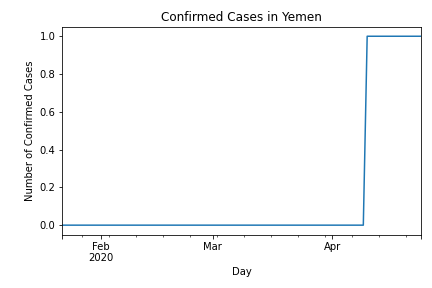 Confirmed Cases in Yemen
Number of Confirmed Cases
1.0
0.8
0.6
0.4
0.2
0.0
Feb
2020
Mar
Apr
Day